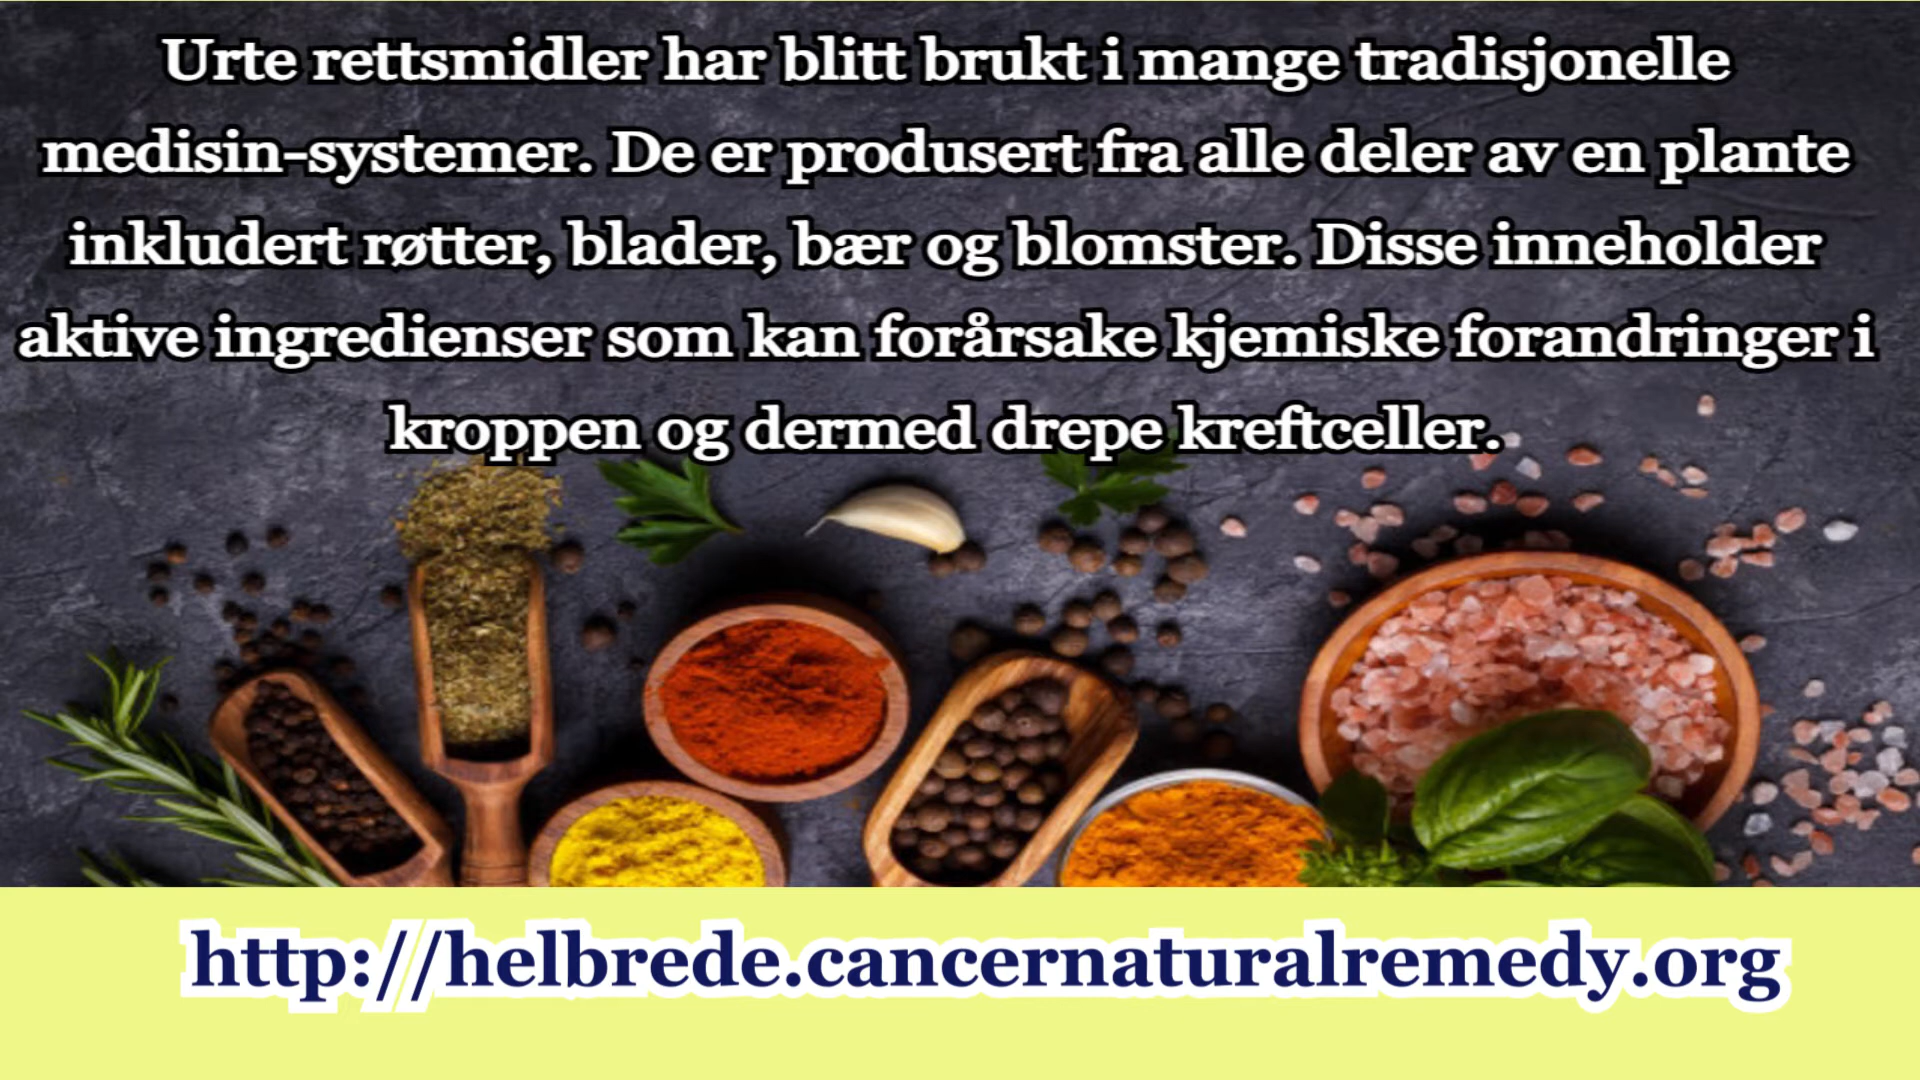 Urte rettsmidler har blitt brukt i mange tradisjonelle
medisin-systemer. De er produsert fra alle deler av en plante
inkludert røtter, blader, bær og blomster. Disse inneholder
aktive ingredienser som kan forårsake kjemiske forandringer i
kroppen og dermed drepe kreftceller.
http://helbrede.cancernaturalremedy.org